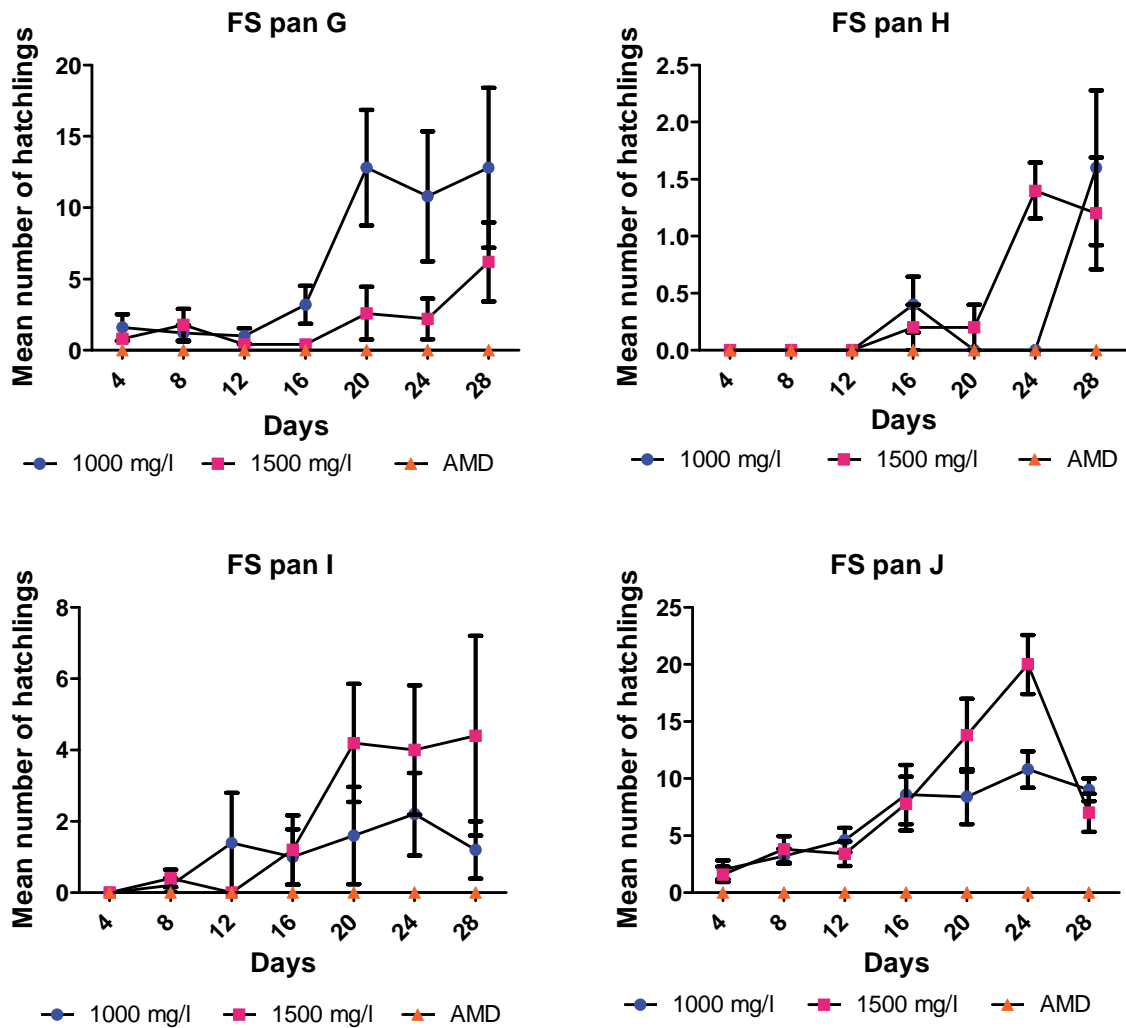 FS pan G
Mean number of hatchlings
20
15
10
5
0
4 8 12 16 20 24 28
Days
1000 mg/l 1500 mg/l AMD
FS pan H
Mean number of hatchlings
2.5
2.0
1.5
1.0
0.5
0.0
4 8 12 16 20 24 28
Days
1000 mg/l 1500 mg/l AMD
FS pan I
Mean number of hatchlings
8
6
4
2
0
4 8 12 16 20 24 28
Days
1000 mg/l 1500 mg/l AMD
FS pan J
Mean number of hatchlings
25
20
15
10
5
0
4 8 12 16 20 24 28
Days
1000 mg/l 1500 mg/l AMD